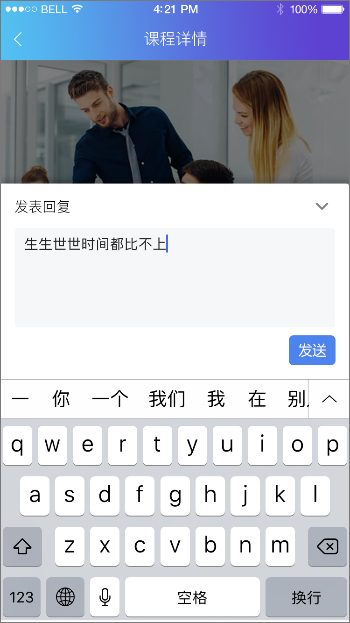 BELL 4:21 PM 100%
课程详情
发表回复
生生世世时间都比不上
发送
一 你 一个 我们 我 在 别
q w e r t y u i o p
a s d f g h j k l
z x c v b n m
123 空格 换行